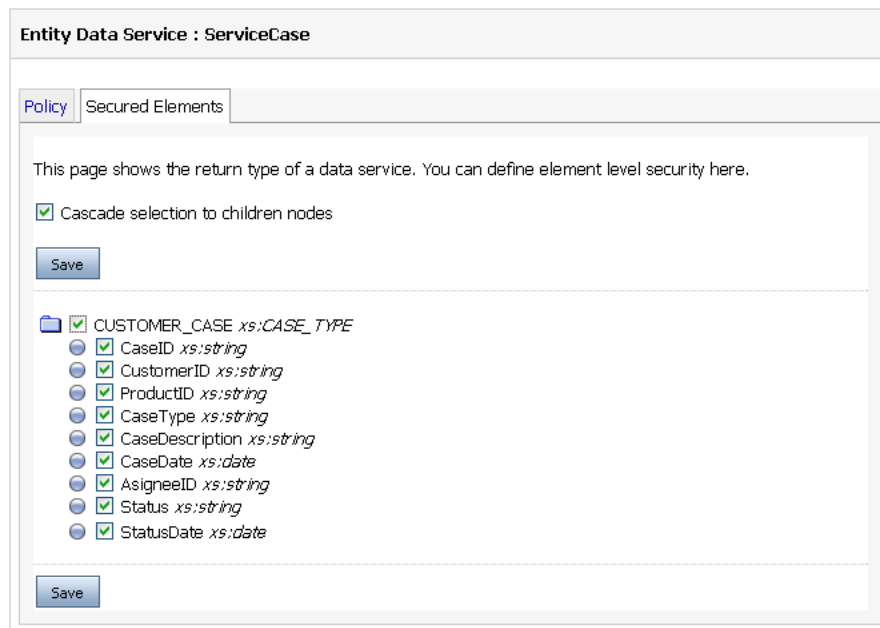 Entity Data Service : ServiceCase
Policy
Secured Elements
This page shows the return type of a data service. You can define element level security here.
Cascade selection to children nodes
Save
CUSTOMER_CASE xs:CASE_TYPE
CaseID xs:string
CustomerID xs:string
ProductID xs:string
CaseType xs:string
CaseDescription xs:string
CaseDate xs:date
AsigneeID xs:string
Status xs:string
StatusDate xs:date
Save